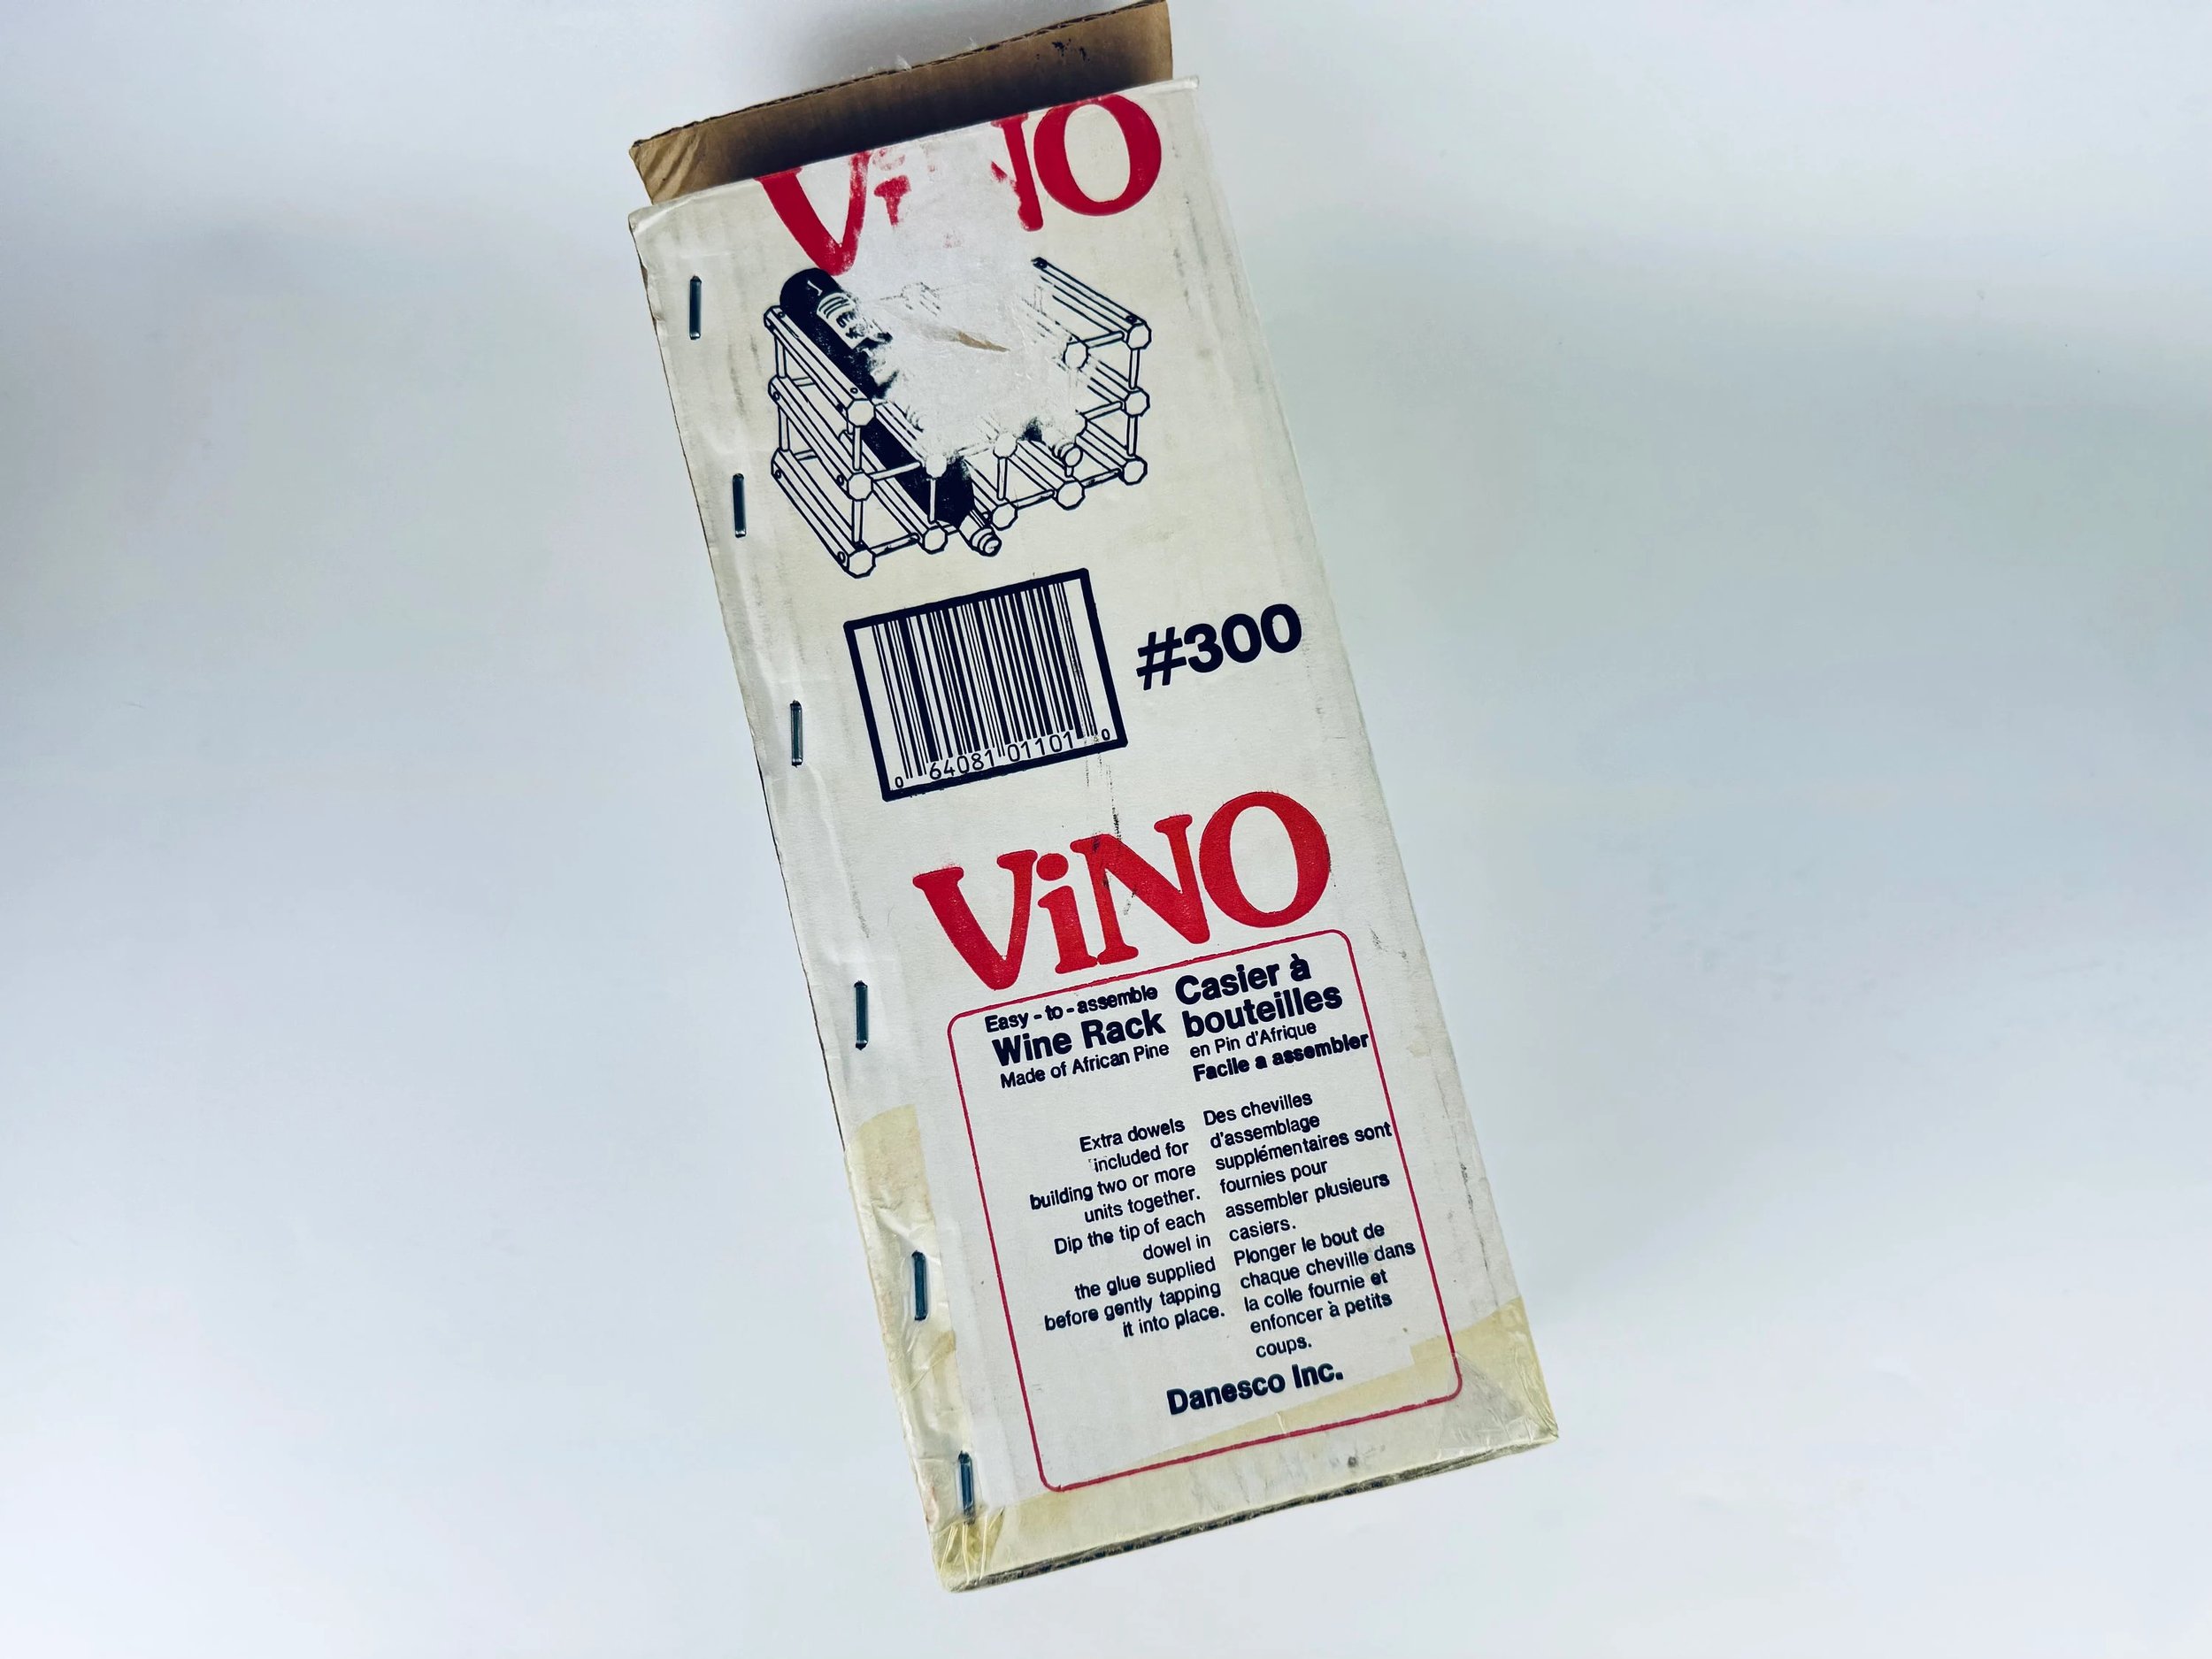 ViNO
#300
0 64081 01101 0
ViNO
Easy - to - assemble
Wine Rack
Made of African Pine
Casier à
bouteilles
en Pin d'Afrique
Facile a assembler
Extra dowels
included for
building two or more
units together.
Dip the tip of each
dowel in
the glue supplied
before gently tapping
it into place.
Des chevilles
d'assemblage
supplémentaires sont
fournies pour
assembler plusieurs
casiers.
Plonger le bout de
chaque cheville dans
la colle fournie et
enfoncer à petits
coups.
Danesco Inc.